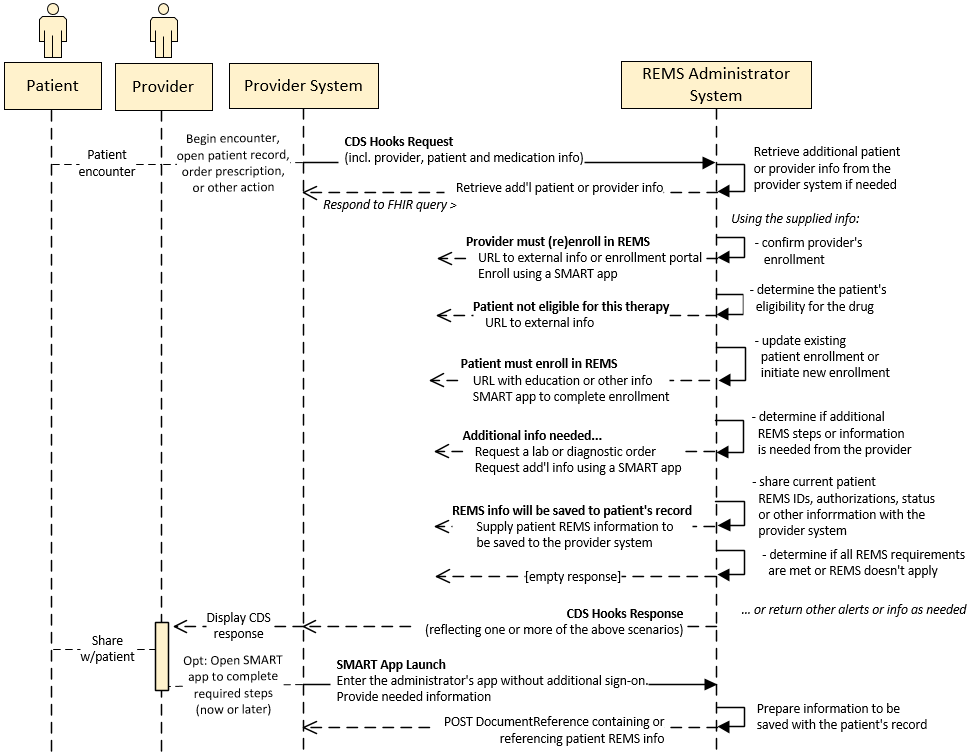 Patient
Provider
Provider System
REMS Administrator
System
Patient
encounter
Begin encounter,
open patient record,
order prescription,
or other action
CDS Hooks Request
(incl. provider, patient and medication info)
Retrieve additional patient
or provider info from the
provider system if needed
Retrieve add'l patient or provider info
Respond to FHIR query >
Using the supplied info:
Provider must (re)enroll in REMS
URL to external info or enrollment portal
Enroll using a SMART app
- confirm provider's
enrollment
Patient not eligible for this therapy
URL to external info
- determine the patient's
eligibility for the drug
Patient must enroll in REMS
URL with education or other info
SMART app to complete enrollment
- update existing
patient enrollment or
initiate new enrollment
Additional info needed...
Request a lab or diagnostic order
Request add'l info using a SMART app
- determine if additional
REMS steps or information
is needed from the provider
REMS info will be saved to patient's record
Supply patient REMS information to
be saved to the provider system
- share current patient
REMS IDs, authorizations, status
or other inforrmation with the
provider system
[empty response]
- determine if all REMS requirements
are met or REMS doesn't apply
... or return other alerts or info as needed
CDS Hooks Response
(reflecting one or more of the above scenarios)
Display CDS
response
Share
w/patient
Opt: Open SMART
app to complete
required steps
(now or later)
SMART App Launch
Enter the administrator's app without additional sign-on.
Provide needed information
Prepare information to be
saved with the patient's record
POST DocumentReference containing or
referencing patient REMS info